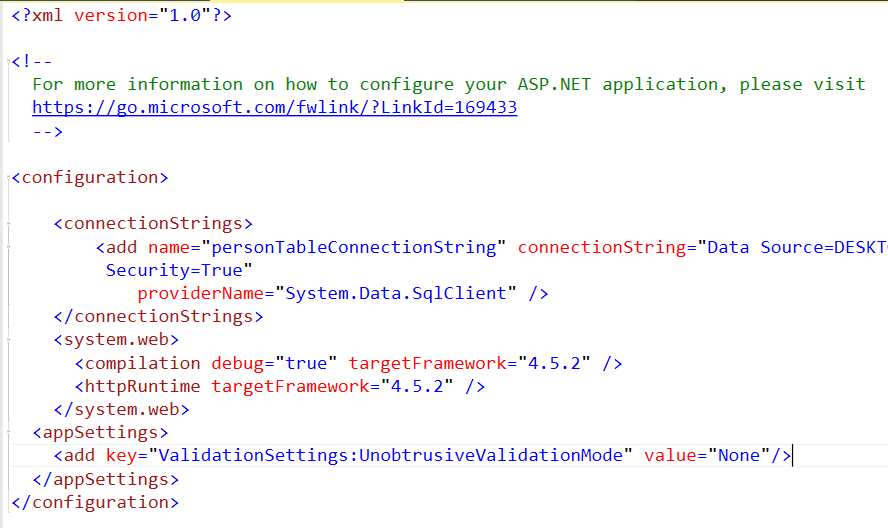 <?xml version="1.0"?>
<!--
For more information on how to configure your ASP.NET application, please visit
https://go.microsoft.com/fwlink/?LinkId=169433
-->
<configuration>
<connectionStrings>
<add name="personTableConnectionString" connectionString="Data Source=DESKT
Security=True"
providerName="System.Data.SqlClient" />
</connectionStrings>
<system.web>
<compilation debug="true" targetFramework="4.5.2" />
<httpRuntime targetFramework="4.5.2" />
</system.web>
<appSettings>
<add key="ValidationSettings:UnobtrusiveValidationMode" value="None"/>
</appSettings>
</configuration>